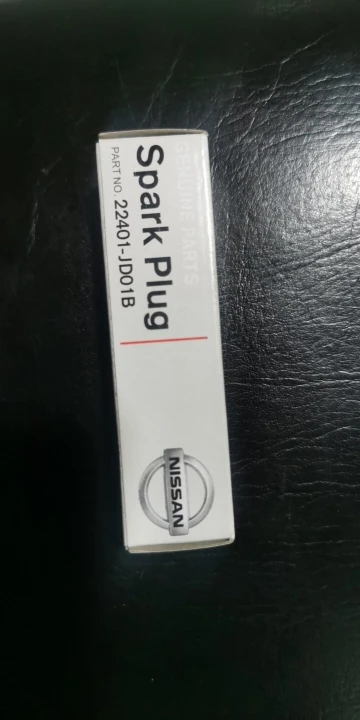 GENUINE PARTS
Spark Plug
PART NO. 22401-JD01B
NISSAN